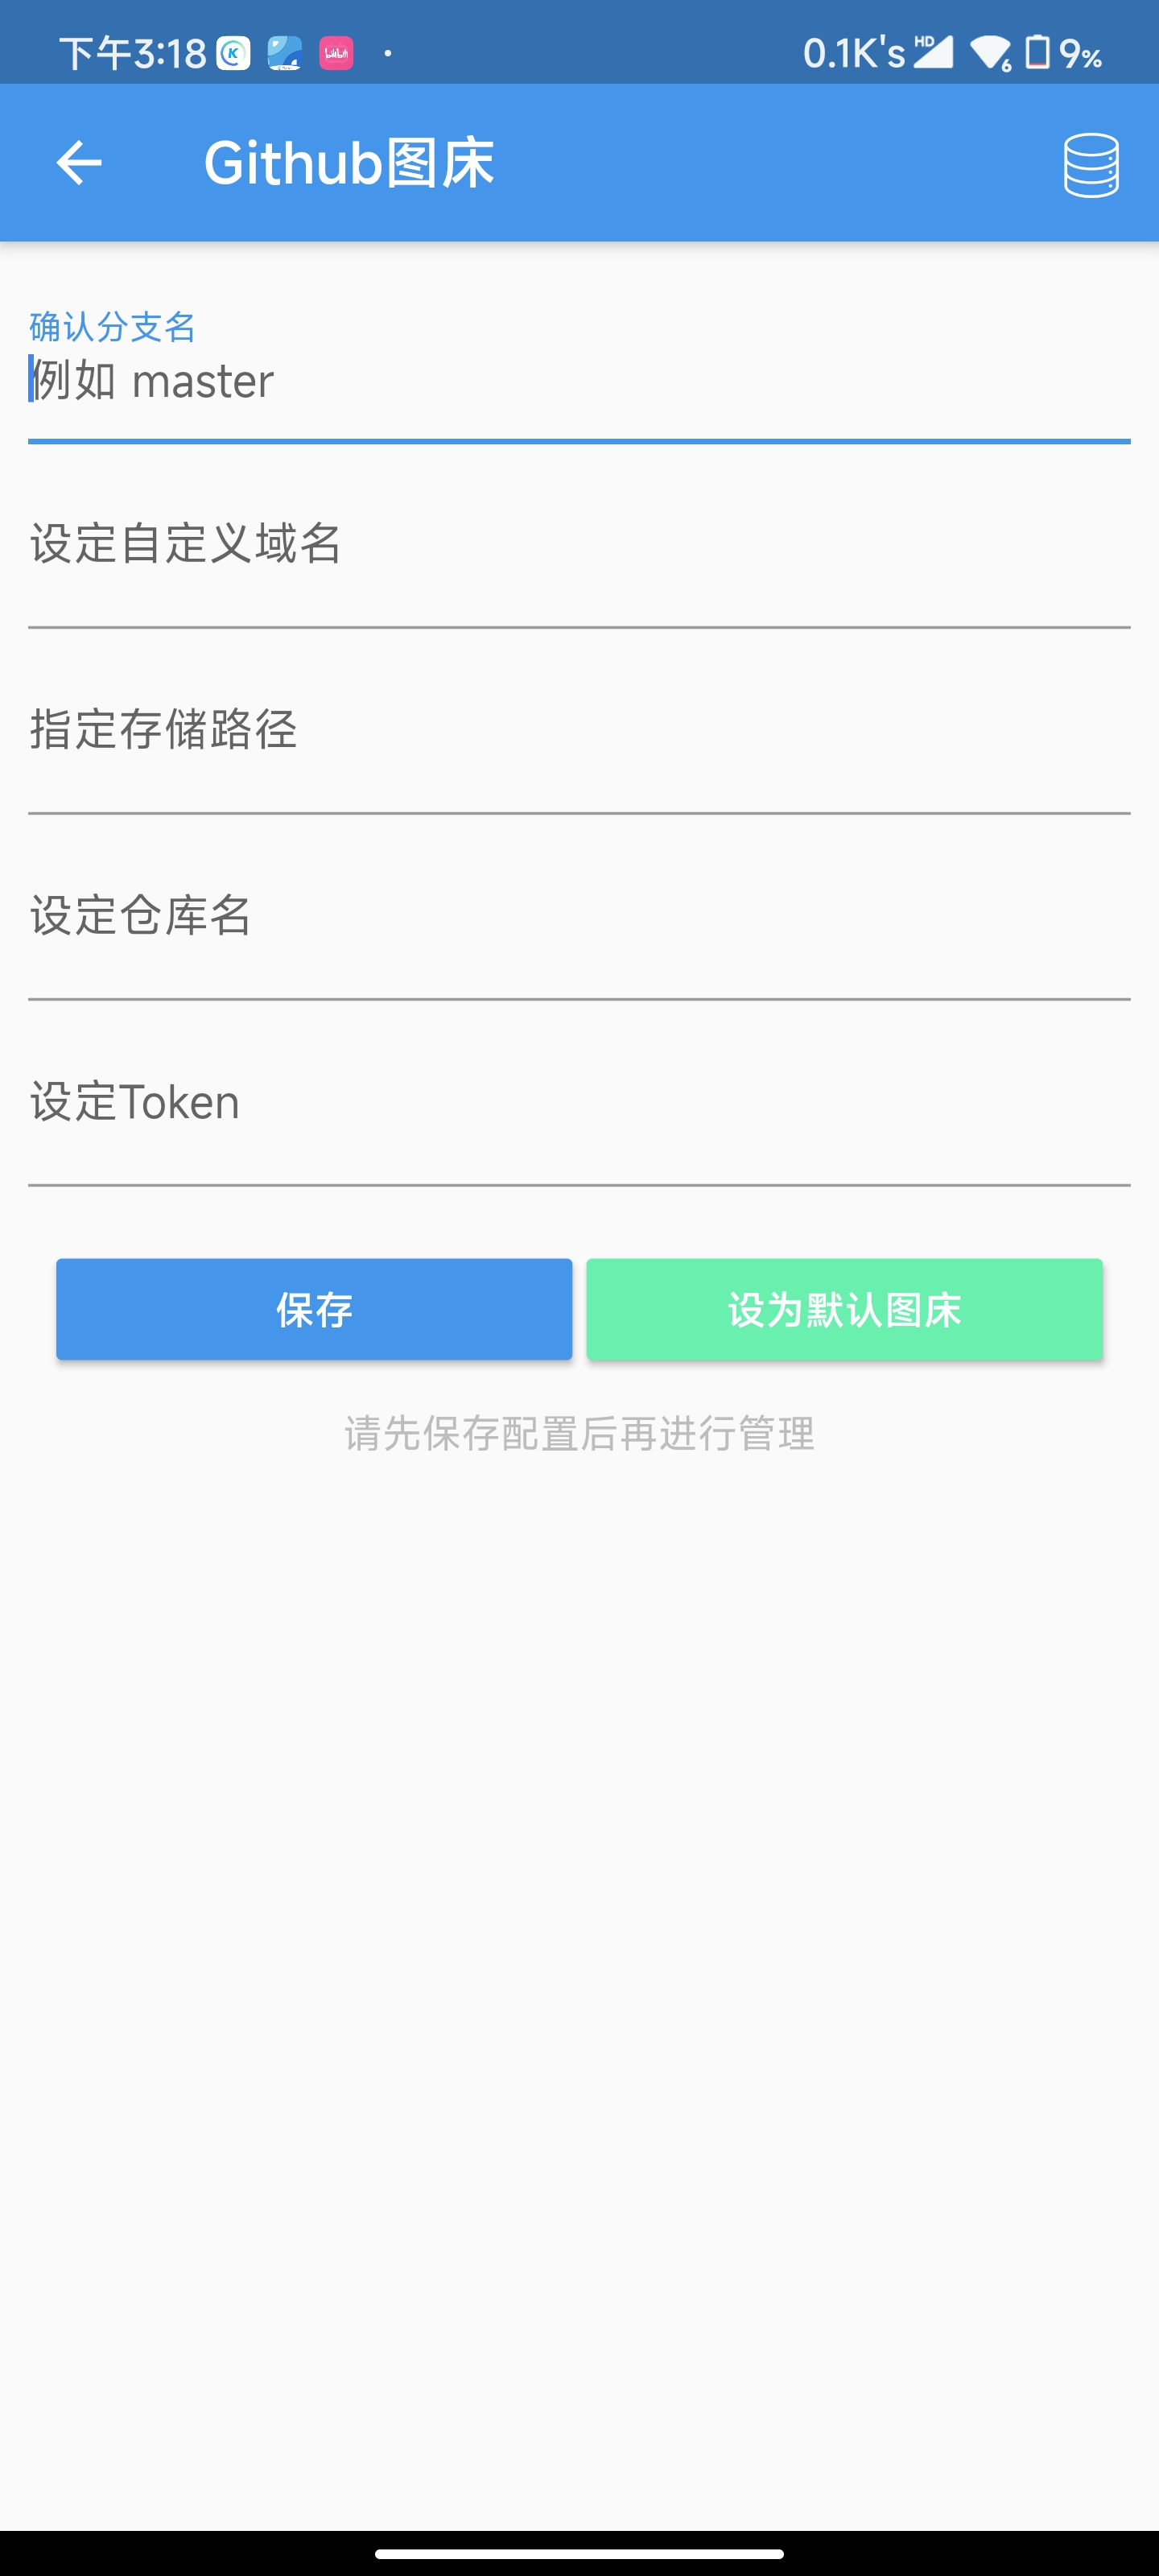 下午3:18
0.1K's HD 6 9%
Github图床
确认分支名
例如 master
设定自定义域名
指定存储路径
设定仓库名
设定Token
保存 设为默认图床
请先保存配置后再进行管理